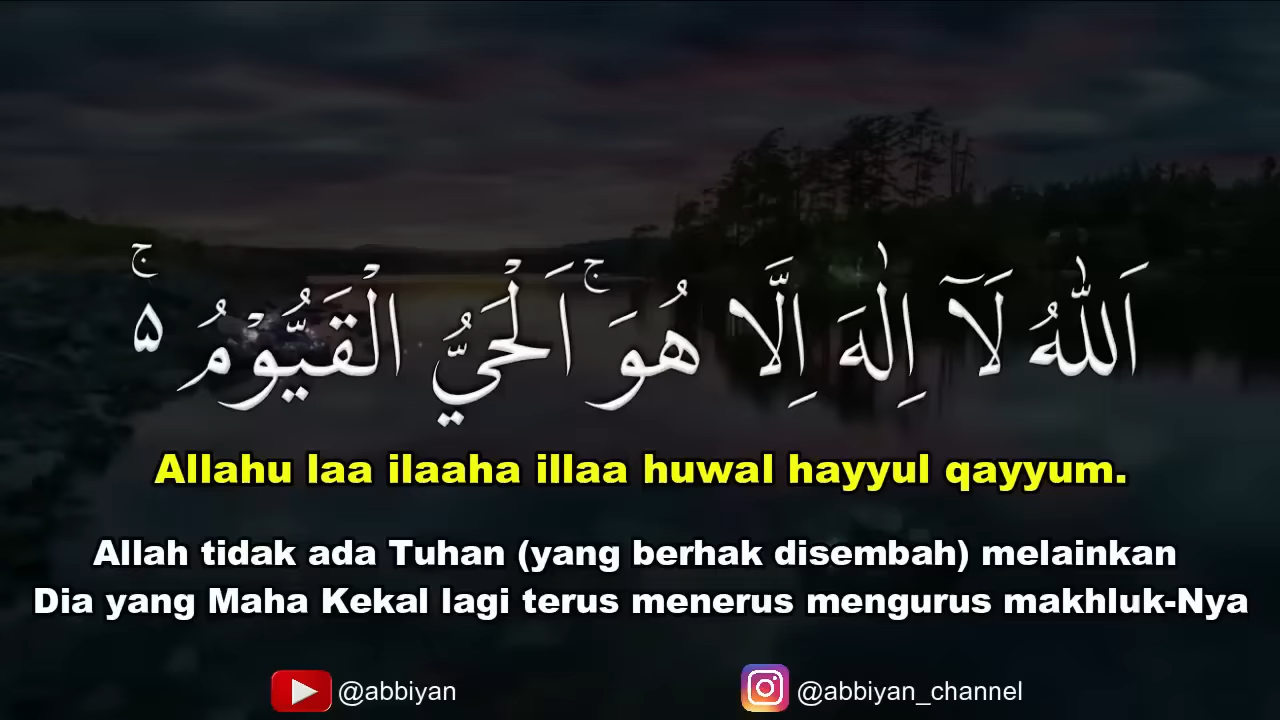 اَللّٰهُ لَآ اِلٰهَ اِلَّا هُوَۚ اَلْحَيُّ الْقَيُّوْمُ ۵ ۚ
Allahu laa ilaaha illaa huwal hayyul qayyum.
Allah tidak ada Tuhan (yang berhak disembah) melainkan
Dia yang Maha Kekal lagi terus menerus mengurus makhluk-Nya
@abbiyan
@abbiyan_channel